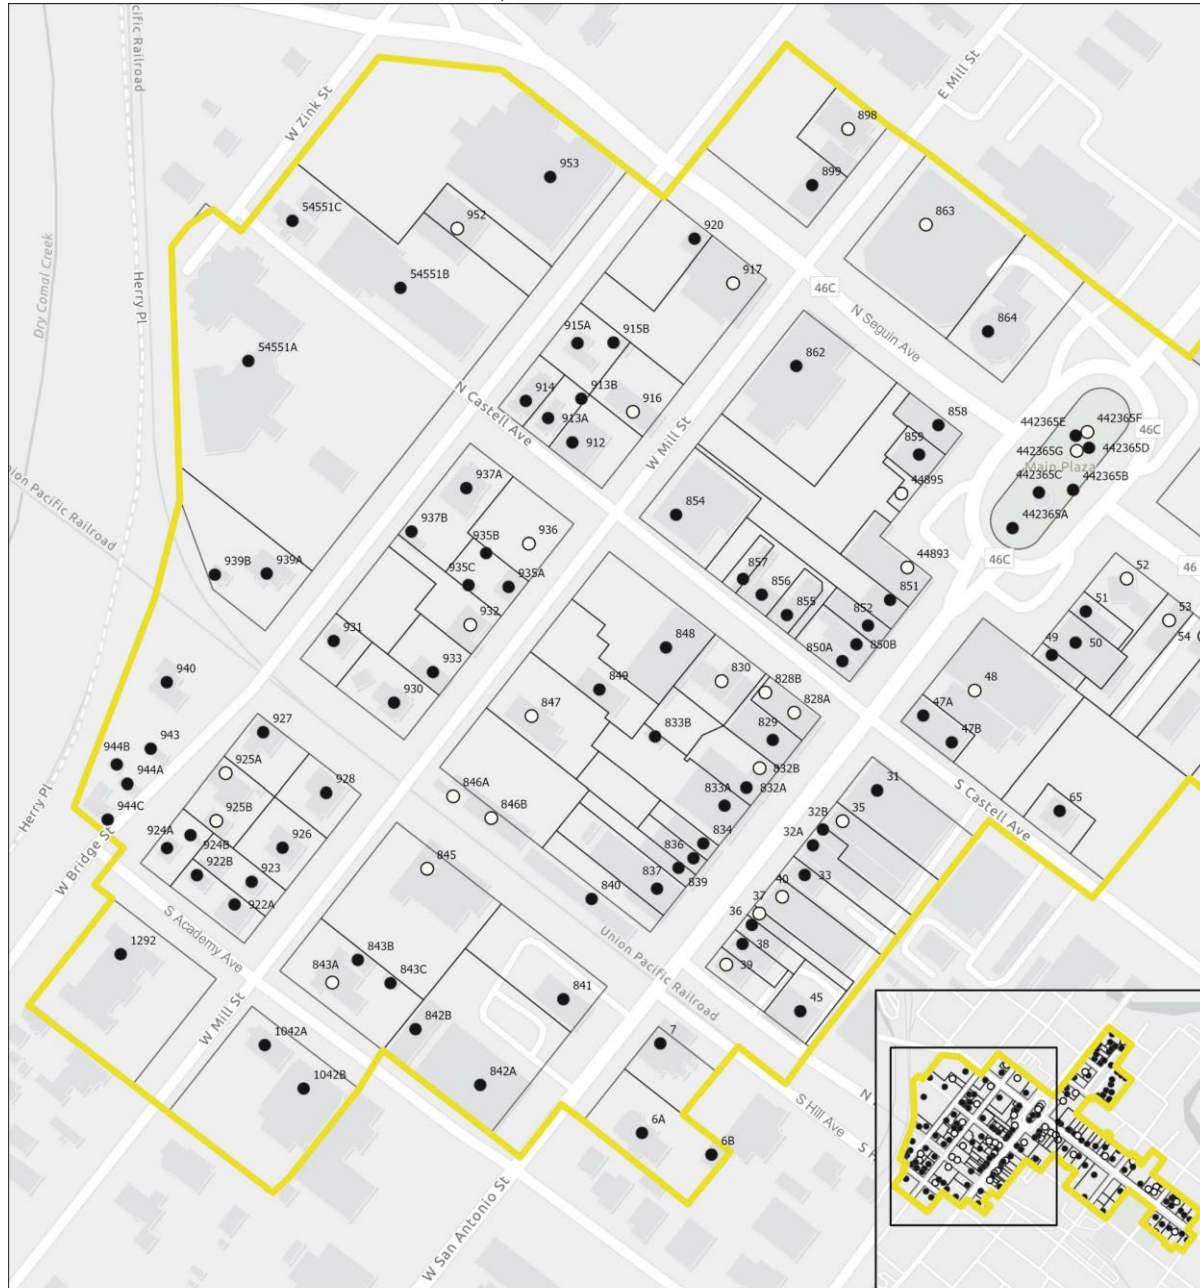 cific Railroad
E Mill St
W Zink St
898
953
899
54551C
952
863
920
Dry Comal Creek
Herry Pl
54551B
917
46C
N Seguin Ave
864
915A
915B
54551A
862
N Castell Ave
914
913B
916
858
442365E
442365F
46C
913A
859
442365D
912
W Mill St
442365G
Main Plaza
nion Pacific Railroad
937A
44895
442365C
442365B
854
442365A
937B
936
935B
46C
44893
46
939B
939A
935C
935A
857
856
851
52
51
855
852
932
53
931
848
850B
50
54
850A
49
933
940
849
830
48
930
828B
828A
847
47A
927
833B
829
47B
943
944B
925A
832B
944A
928
846A
833A
832A
31
S Castell Ave
Herry Pl
944C
846B
65
925B
32B
35
924A
924B
926
834
32A
W Bridge St
922B
923
845
836
837
839
33
922A
840
40
37
36
S Academy Ave
Union Pacific Railroad
38
1292
843B
39
843A
843C
841
45
W Mill St
842B
7
1042A
842A
1042B
S Hill Ave
N
S H
6A
6B
W San Antonio St